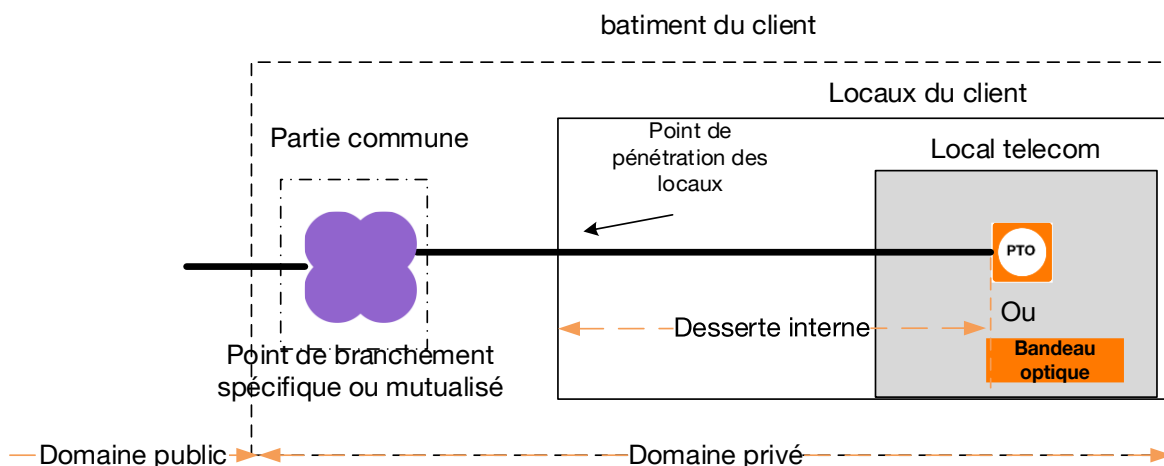 batiment du client
Locaux du client
Partie commune
Point de
pénétration des
locaux
Local telecom
PTO
Ou
Desserte interne
Bandeau
optique
Point de branchement
spécifique ou mutualisé
Domaine public
Domaine privé